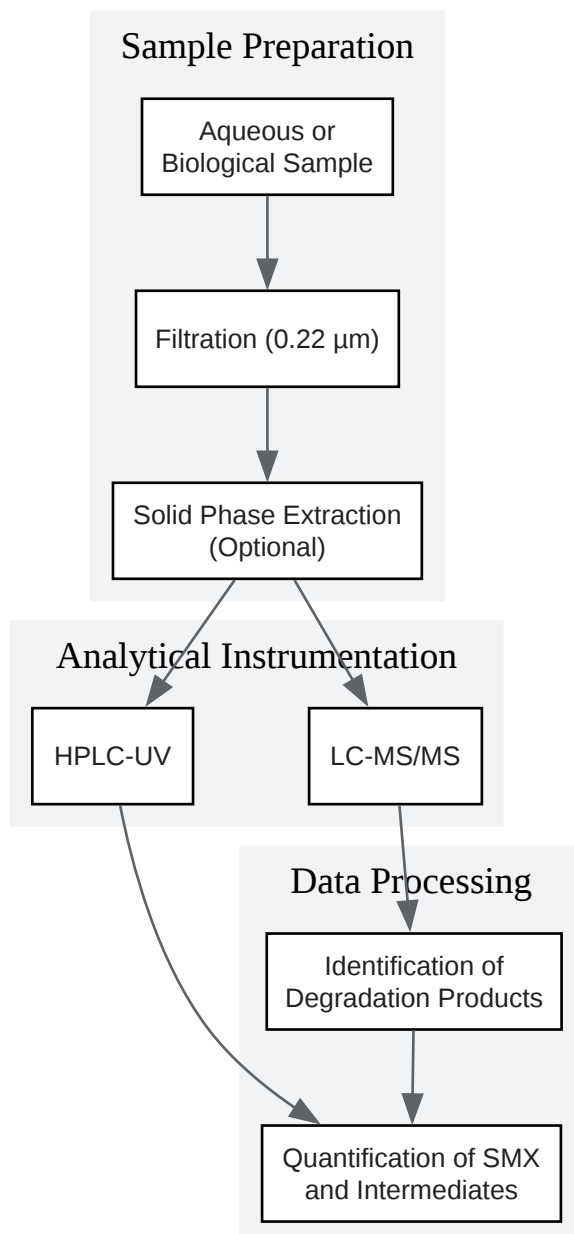 Sample Preparation
Aqueous or
Biological Sample
Filtration (0.22 µm)
Solid Phase Extraction
(Optional)
Analytical Instrumentation
HPLC-UV
LC-MS/MS
Data Processing
Identification of
Degradation Products
Quantification of SMX
and Intermediates